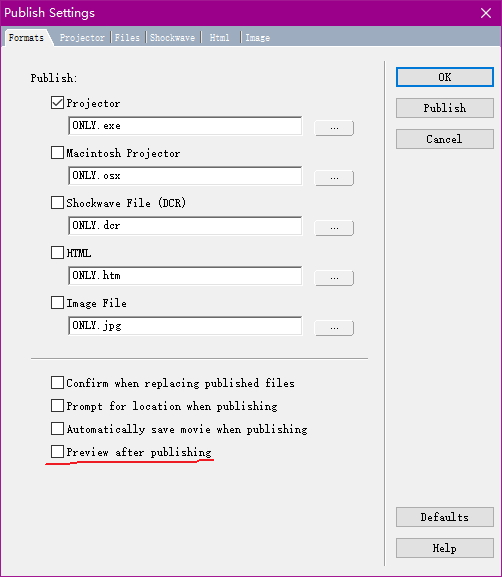 Publish Settings
Formats Projector Files Shockwave Html Image
Publish:
OK
Projector
Publish
ONLY.exe ...
Cancel
Macintosh Projector
ONLY.osx ...
Shockwave File (DCR)
ONLY.dcr ...
HTML
ONLY.htm ...
Image File
ONLY.jpg ...
Confirm when replacing published files
Prompt for location when publishing
Automatically save movie when publishing
Preview after publishing
Defaults
Help